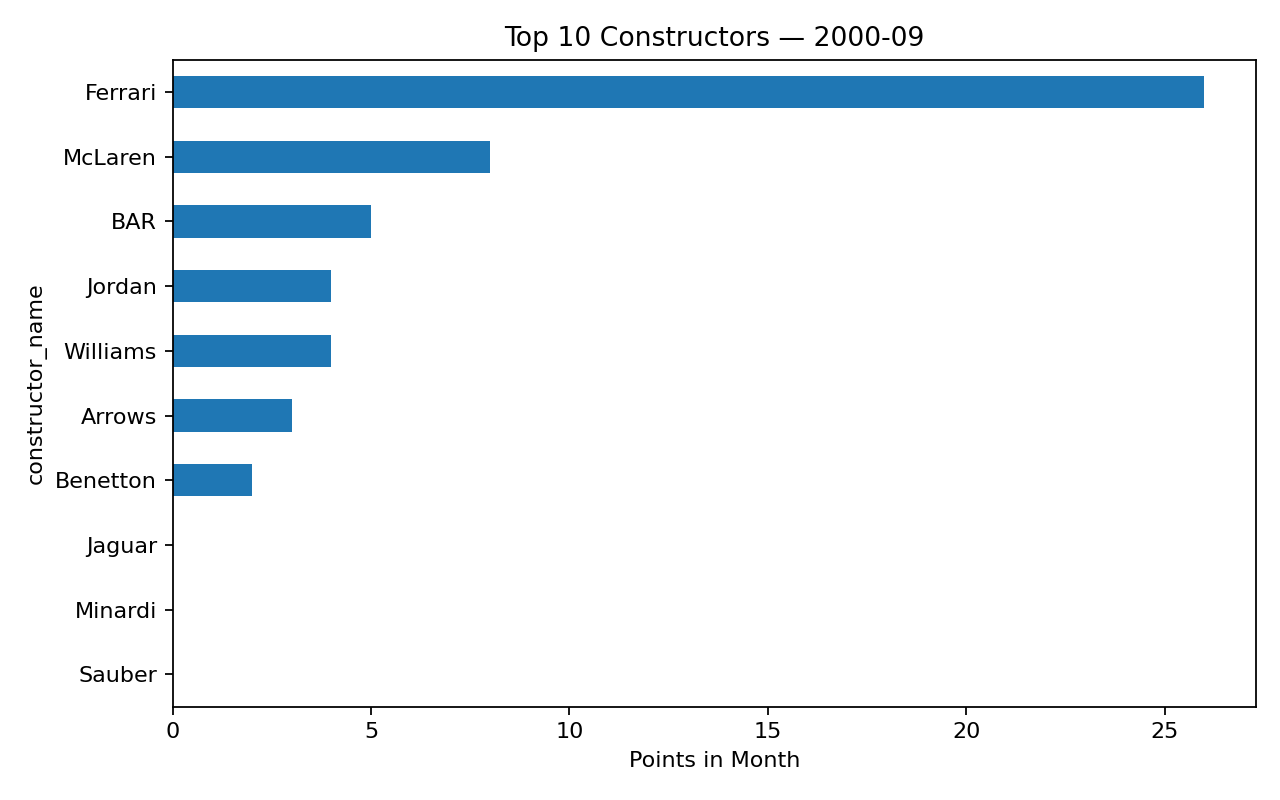 Top 10 Constructors — 2000-09
constructor_name
Ferrari
McLaren
BAR
Jordan
Williams
Arrows
Benetton
Jaguar
Minardi
Sauber
0 5 10 15 20 25
Points in Month